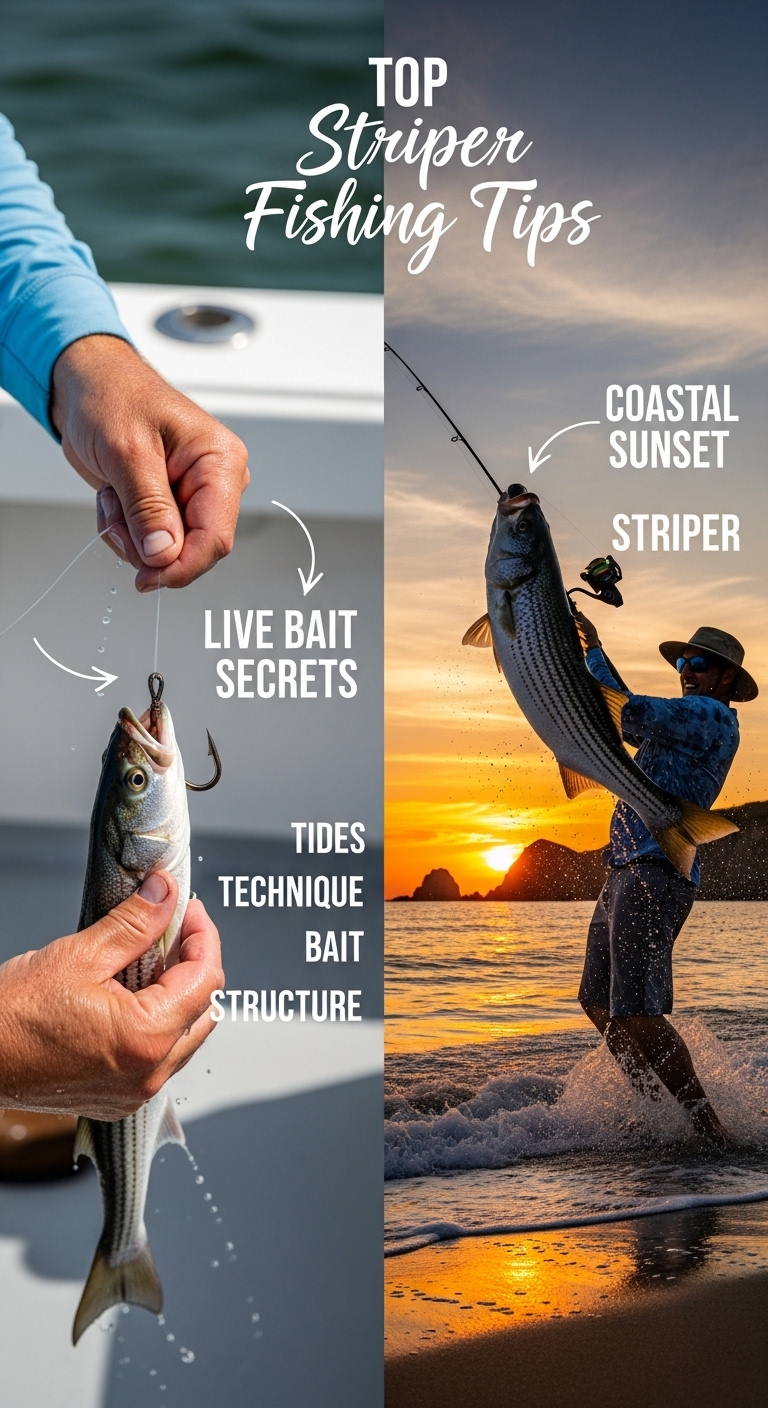 TOP
Striper
Fishing Tips
COASTAL
SUNSET
STRIPER
LIVE BAIT
SECRETS
TIDES
TECHNIQUE
BAIT
STRUCTURE